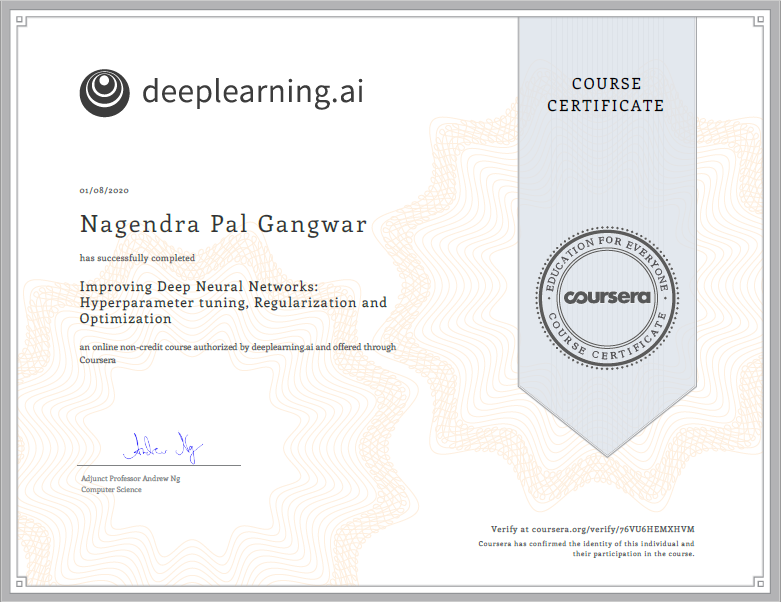 deeplearning.ai
COURSE
CERTIFICATE
01/08/2020
Nagendra Pal Gangwar
has successfully completed
Improving Deep Neural Networks:
Hyperparameter tuning, Regularization and
Optimization
an online non-credit course authorized by deeplearning.ai and offered through
Coursera
EDUCATION FOR EVERYONE
coursera
COURSE CERTIFICATE
Andrew Ng
Adjunct Professor Andrew Ng
Computer Science
Verify at coursera.org/verify/76VU6HEMXHVM
Coursera has confirmed the identity of this individual and
their participation in the course.